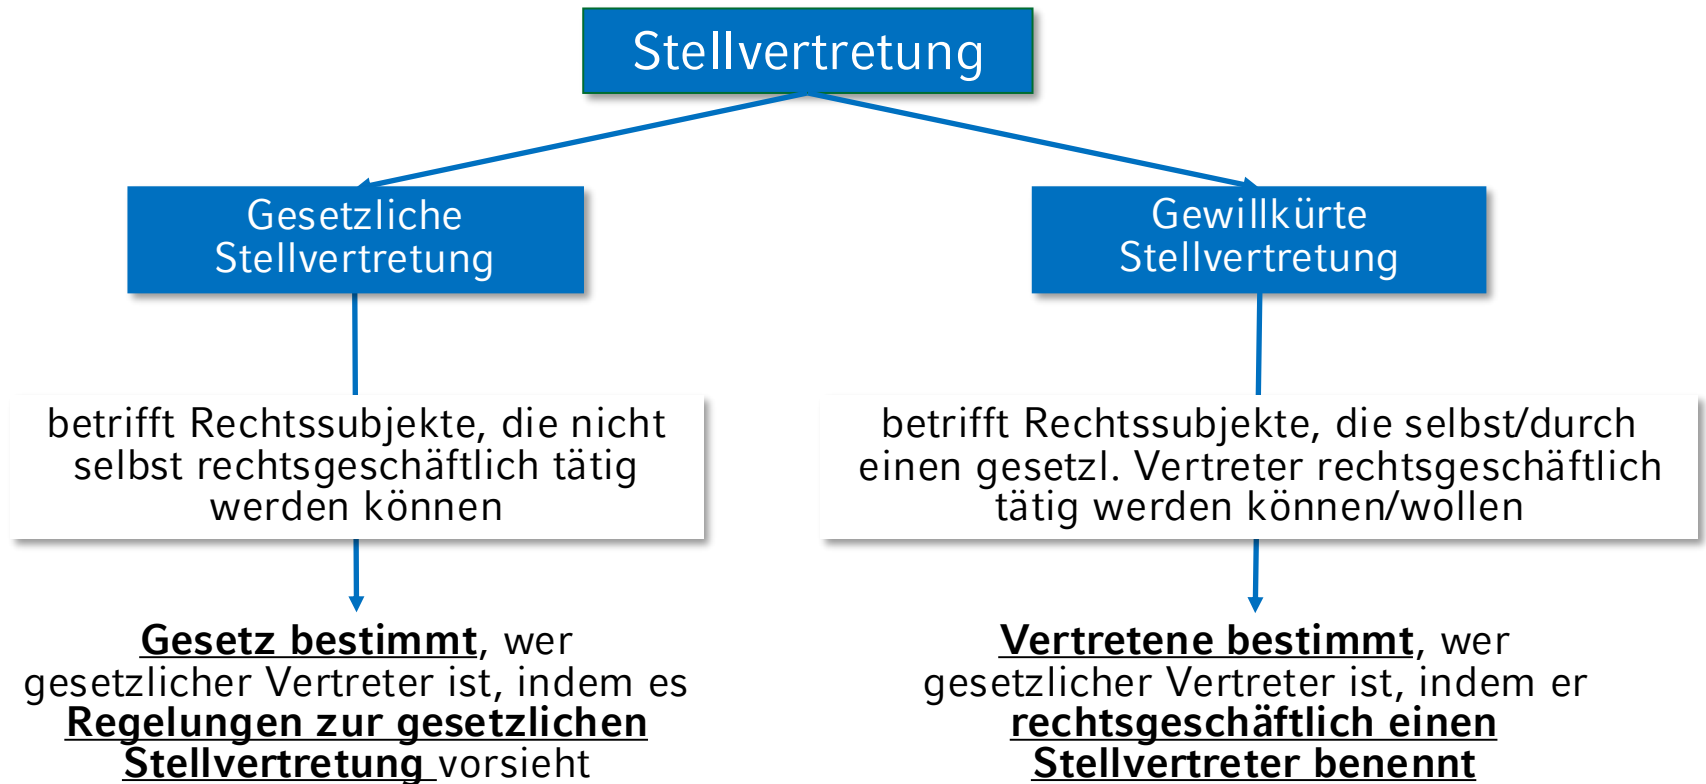 Stellvertretung
Gesetzliche
Stellvertretung
Gewillkürte
Stellvertretung
betrifft Rechtssubjekte, die nicht
selbst rechtsgeschäftlich tätig
werden können
betrifft Rechtssubjekte, die selbst/durch
einen gesetzl. Vertreter rechtsgeschäftlich
tätig werden können/wollen
Gesetz bestimmt, wer
gesetzlicher Vertreter ist, indem es
Regelungen zur gesetzlichen
Stellvertretung vorsieht
Vertretene bestimmt, wer
gesetzlicher Vertreter ist, indem er
rechtsgeschäftlich einen
Stellvertreter benennt